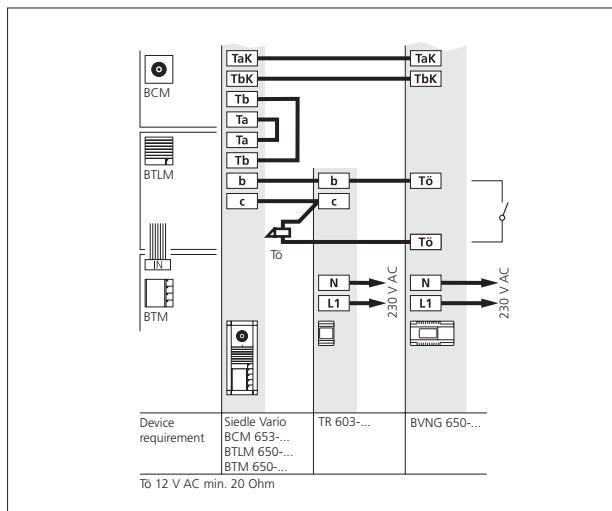 TaK TaK
BCM
TbK TbK
Tb
Ta
Ta
BTLM
Tb
b b Tö
c c
Tö
Tö
IN
N N
BTM
L1 L1
230 V AC
230 V AC
Device requirement
Siedle Vario
BCM 653-...
BTLM 650-...
BTM 650-...
TR 603-...
BVNG 650-...
Tö 12 V AC min. 20 Ohm